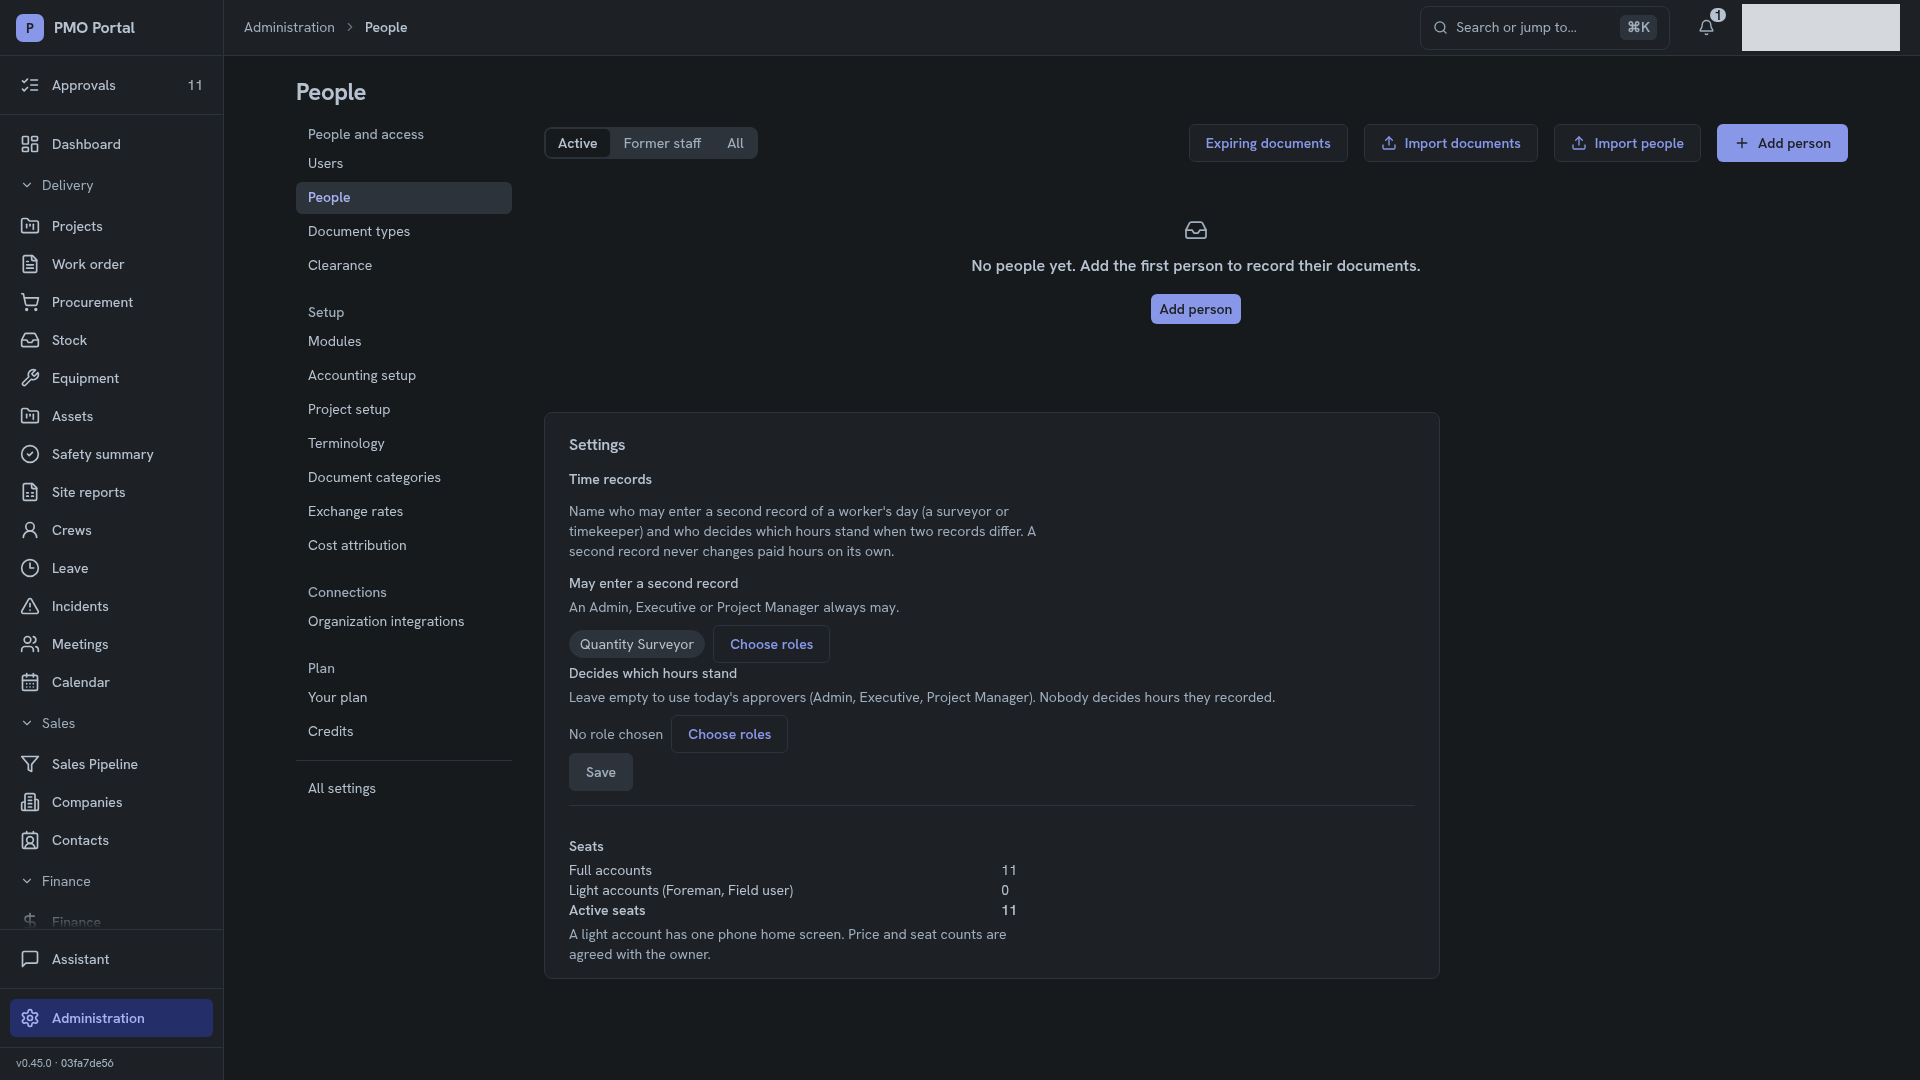 P
PMO Portal
Administration
People
Search or jump to...
⌘K
1
Approvals
11
Dashboard
Delivery
Projects
Work order
Procurement
Stock
Equipment
Assets
Safety summary
Site reports
Crews
Leave
Incidents
Meetings
Calendar
Sales
Sales Pipeline
Companies
Contacts
Finance
Finance
Assistant
Administration
v0.45.0 · 03fa7de56
People
People and access
Users
People
Document types
Clearance
Setup
Modules
Accounting setup
Project setup
Terminology
Document categories
Exchange rates
Cost attribution
Connections
Organization integrations
Plan
Your plan
Credits
All settings
Active
Former staff
All
Expiring documents
Import documents
Import people
Add person
No people yet. Add the first person to record their documents.
Add person
Settings
Time records
Name who may enter a second record of a worker's day (a surveyor or
timekeeper) and who decides which hours stand when two records differ. A
second record never changes paid hours on its own.
May enter a second record
An Admin, Executive or Project Manager always may.
Quantity Surveyor
Choose roles
Decides which hours stand
Leave empty to use today's approvers (Admin, Executive, Project Manager). Nobody decides hours they recorded.
No role chosen
Choose roles
Save
Seats
Full accounts 11
Light accounts (Foreman, Field user) 0
Active seats 11
A light account has one phone home screen. Price and seat counts are
agreed with the owner.